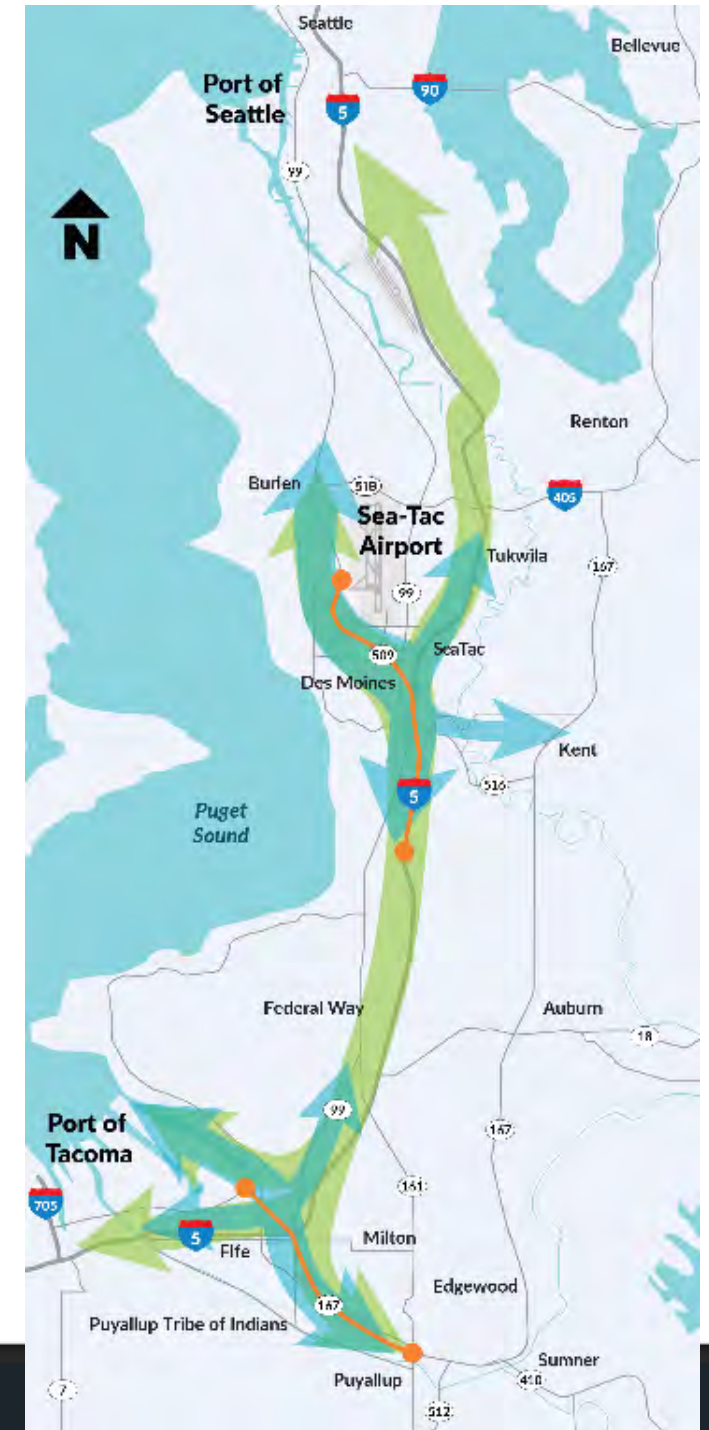 Seattle
Bellevue
Port of
Seattle
90
5
99
N
Renton
Burien
518
405
Sea-Tac
Airport
Tukwila
167
99
509
SeaTac
Des Moines
Kent
5
516
Puget
Sound
Federal Way
Auburn
18
99
Port of
Tacoma
167
161
705
5
Fife
Milton
Edgewood
167
Puyallup Tribe of Indians
Sumner
410
Puyallup
7
512